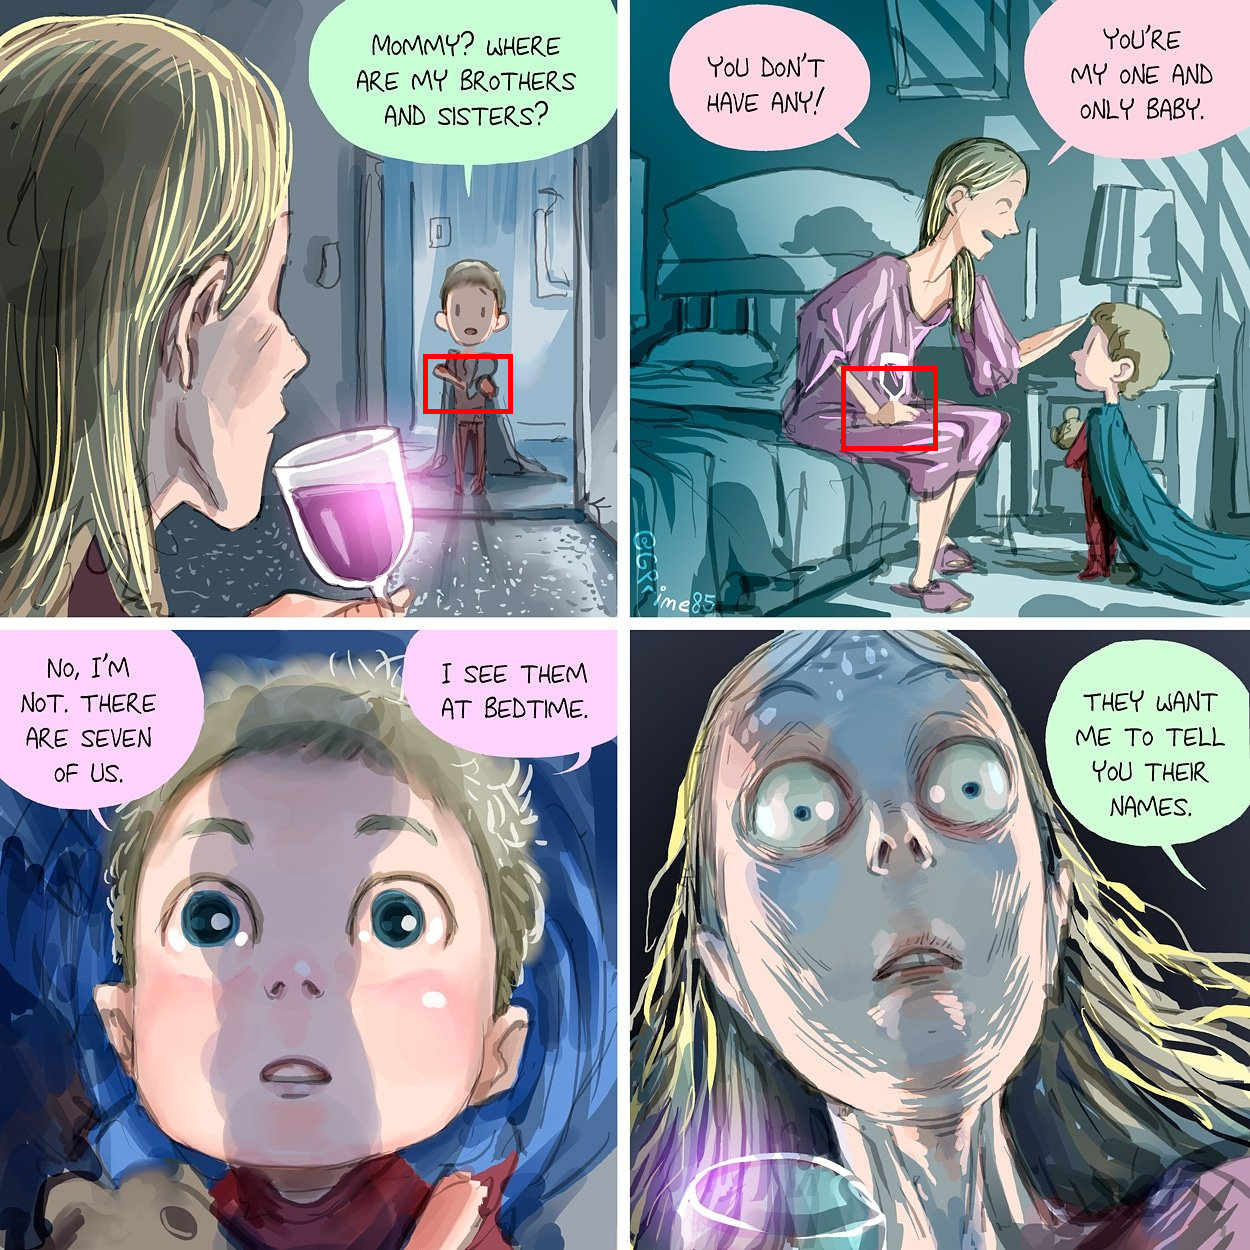 MOMMY? WHERE
ARE MY BROTHERS
AND SISTERS?
YOU DON'T
HAVE ANY!
YOU'RE
MY ONE AND
ONLY BABY.
GGRime85
NO, I'M
NOT. THERE
ARE SEVEN
OF US.
I SEE THEM
AT BEDTIME.
THEY WANT
ME TO TELL
YOU THEIR
NAMES.